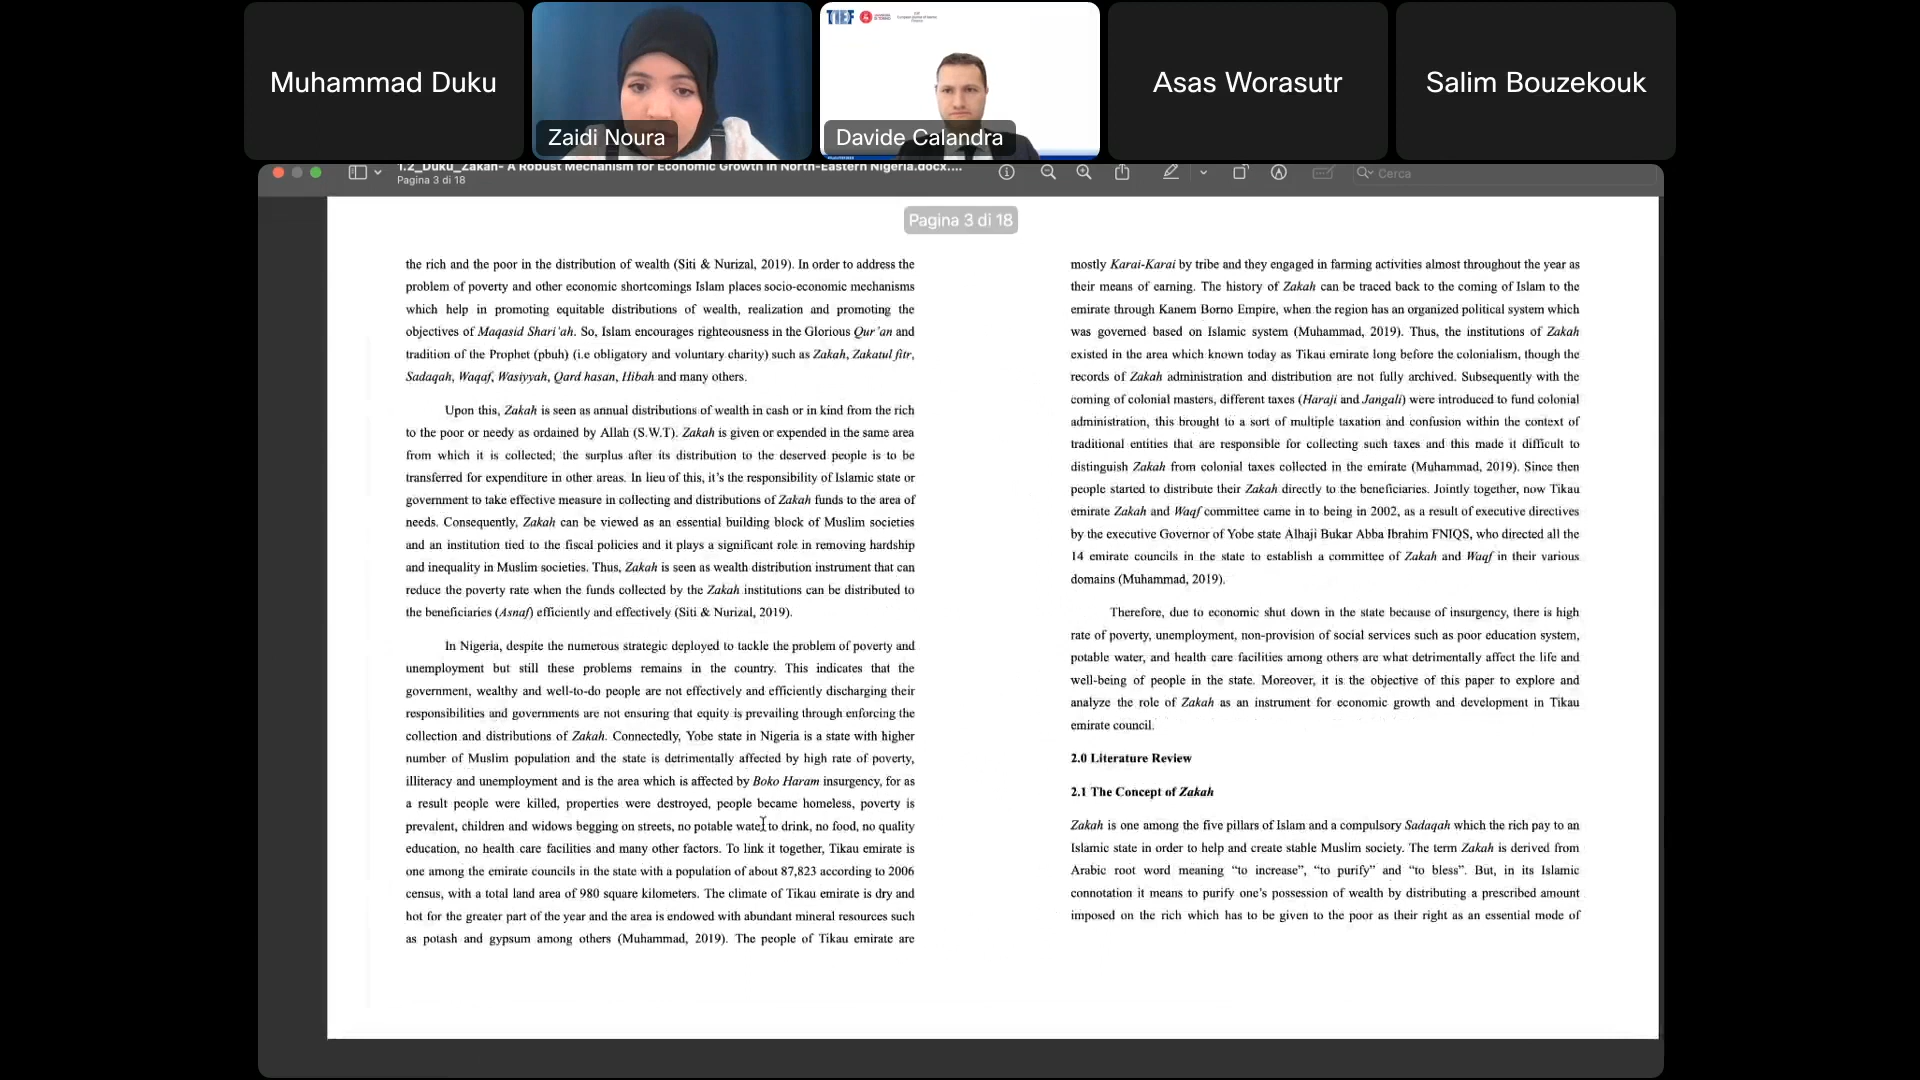 Muhammad Duku
Zaidi Noura
TIEF
Davide Calandra
Asas Worasutr
Salim Bouzekouk
1.2_Duku_Zakah- A Robust Mechanism for Economic Growth in North-Eastern Nigeria.docx....
Pagina 3 di 18
Cerca
Pagina 3 di 18
the rich and the poor in the distribution of wealth (Siti & Nurizal, 2019). In order to address the
problem of poverty and other economic shortcomings Islam places socio-economic mechanisms
which help in promoting equitable distributions of wealth, realization and promoting the
objectives of Maqasid Shari'ah. So, Islam encourages righteousness in the Glorious Qur'an and
tradition of the Prophet (pbuh) (i.e obligatory and voluntary charity) such as Zakah, Zakatul fitr,
Sadaqah, Waqaf, Wasiyyah, Qard hasan, Hibah and many others.
Upon this, Zakah is seen as annual distributions of wealth in cash or in kind from the rich
to the poor or needy as ordained by Allah (S.W.T). Zakah is given or expended in the same area
from which it is collected; the surplus after its distribution to the deserved people is to be
transferred for expenditure in other areas. In lieu of this, it's the responsibility of Islamic state or
government to take effective measure in collecting and distributions of Zakah funds to the area of
needs. Consequently, Zakah can be viewed as an essential building block of Muslim societies
and an institution tied to the fiscal policies and it plays a significant role in removing hardship
and inequality in Muslim societies. Thus, Zakah is seen as wealth distribution instrument that can
reduce the poverty rate when the funds collected by the Zakah institutions can be distributed to
the beneficiaries (Asnaf) efficiently and effectively (Siti & Nurizal, 2019).
In Nigeria, despite the numerous strategic deployed to tackle the problem of poverty and
unemployment but still these problems remains in the country. This indicates that the
government, wealthy and well-to-do people are not effectively and efficiently discharging their
responsibilities and governments are not ensuring that equity is prevailing through enforcing the
collection and distributions of Zakah. Connectedly, Yobe state in Nigeria is a state with higher
number of Muslim population and the state is detrimentally affected by high rate of poverty,
illiteracy and unemployment and is the area which is affected by Boko Haram insurgency, for as
a result people were killed, properties were destroyed, people became homeless, poverty is
prevalent, children and widows begging on streets, no potable water to drink, no food, no quality
education, no health care facilities and many other factors. To link it together, Tikau emirate is
one among the emirate councils in the state with a population of about 87,823 according to 2006
census, with a total land area of 980 square kilometers. The climate of Tikau emirate is dry and
hot for the greater part of the year and the area is endowed with abundant mineral resources such
as potash and gypsum among others (Muhammad, 2019). The people of Tikau emirate are
mostly Karai-Karai by tribe and they engaged in farming activities almost throughout the year as
their means of earning. The history of Zakah can be traced back to the coming of Islam to the
emirate through Kanem Borno Empire, when the region has an organized political system which
was governed based on Islamic system (Muhammad, 2019). Thus, the institutions of Zakah
existed in the area which known today as Tikau emirate long before the colonialism, though the
records of Zakah administration and distribution are not fully archived. Subsequently with the
coming of colonial masters, different taxes (Haraji and Jangali) were introduced to fund colonial
administration, this brought to a sort of multiple taxation and confusion within the context of
traditional entities that are responsible for collecting such taxes and this made it difficult to
distinguish Zakah from colonial taxes collected in the emirate (Muhammad, 2019). Since then
people started to distribute their Zakah directly to the beneficiaries. Jointly together, now Tikau
emirate Zakah and Waqf committee came in to being in 2002, as a result of executive directives
by the executive Governor of Yobe state Alhaji Bukar Abba Ibrahim FNIQS, who directed all the
14 emirate councils in the state to establish a committee of Zakah and Waqf in their various
domains (Muhammad, 2019).
Therefore, due to economic shut down in the state because of insurgency, there is high
rate of poverty, unemployment, non-provision of social services such as poor education system,
potable water, and health care facilities among others are what detrimentally affect the life and
well-being of people in the state. Moreover, it is the objective of this paper to explore and
analyze the role of Zakah as an instrument for economic growth and development in Tikau
emirate council.
2.0 Literature Review
2.1 The Concept of Zakah
Zakah is one among the five pillars of Islam and a compulsory Sadaqah which the rich pay to an
Islamic state in order to help and create stable Muslim society. The term Zakah is derived from
Arabic root word meaning “to increase”, “to purify” and “to bless”. But, in its Islamic
connotation it means to purify one's possession of wealth by distributing a prescribed amount
imposed on the rich which has to be given to the poor as their right as an essential mode of